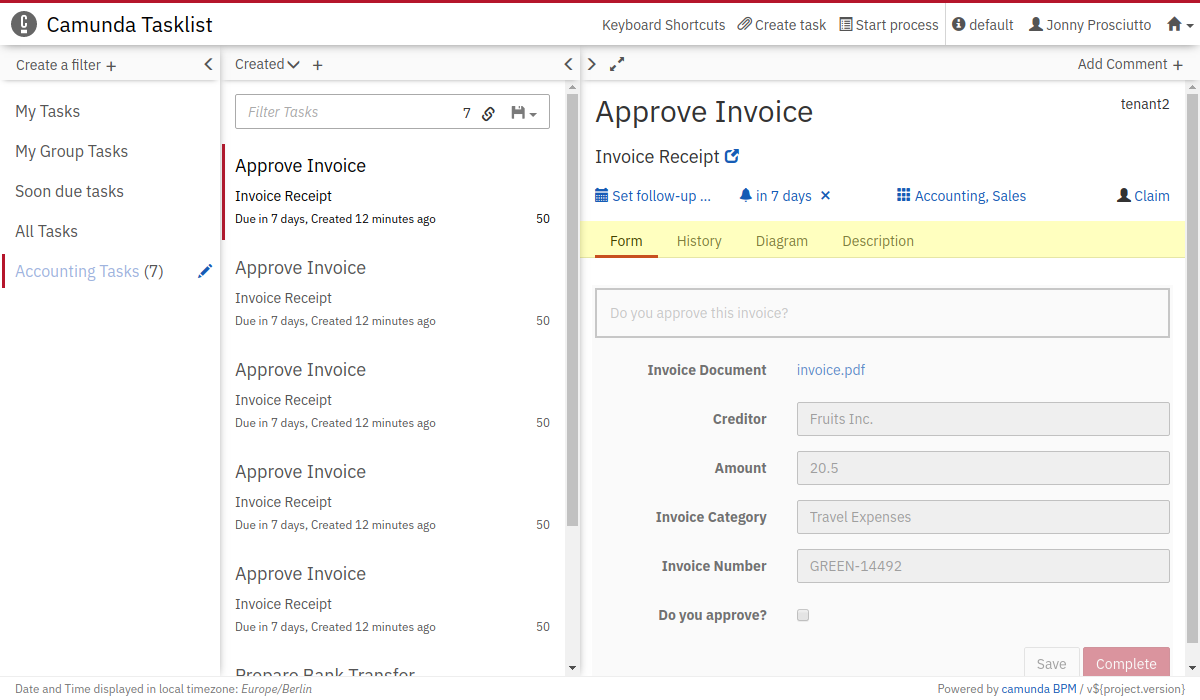 Camunda Tasklist
Keyboard Shortcuts Create task Start process default Jonny Prosciutto
Create a filter +
My Tasks
My Group Tasks
Soon due tasks
All Tasks
Accounting Tasks (7)
Created +
Filter Tasks 7
Approve Invoice
Invoice Receipt
Due in 7 days, Created 12 minutes ago 50
Approve Invoice
Invoice Receipt
Due in 7 days, Created 12 minutes ago 50
Approve Invoice
Invoice Receipt
Due in 7 days, Created 12 minutes ago 50
Approve Invoice
Invoice Receipt
Due in 7 days, Created 12 minutes ago 50
Approve Invoice
Invoice Receipt
Due in 7 days, Created 12 minutes ago 50
Prepare Bank Transfer
Add Comment +
Approve Invoice tenant2
Invoice Receipt
Set follow-up ... in 7 days × Accounting, Sales Claim
Form History Diagram Description
Do you approve this invoice?
Invoice Document invoice.pdf
Creditor Fruits Inc.
Amount 20.5
Invoice Category Travel Expenses
Invoice Number GREEN-14492
Do you approve?
Save Complete
Date and Time displayed in local timezone: Europe/Berlin
Powered by camunda BPM / v${project.version}